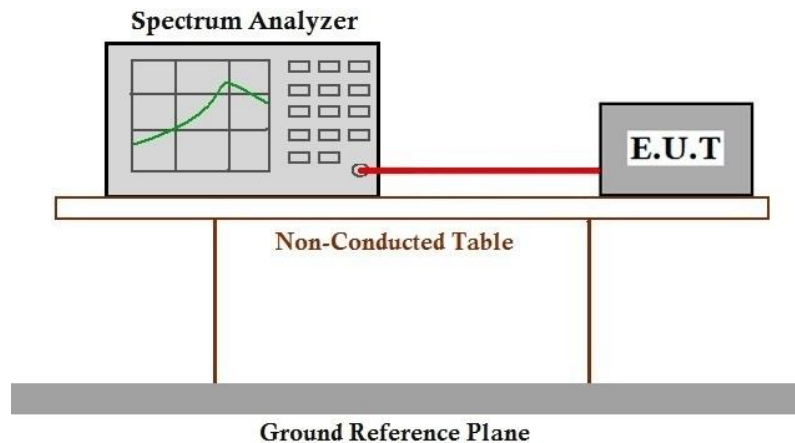 Spectrum Analyzer
E.U.T
Non-Conducted Table
Ground Reference Plane